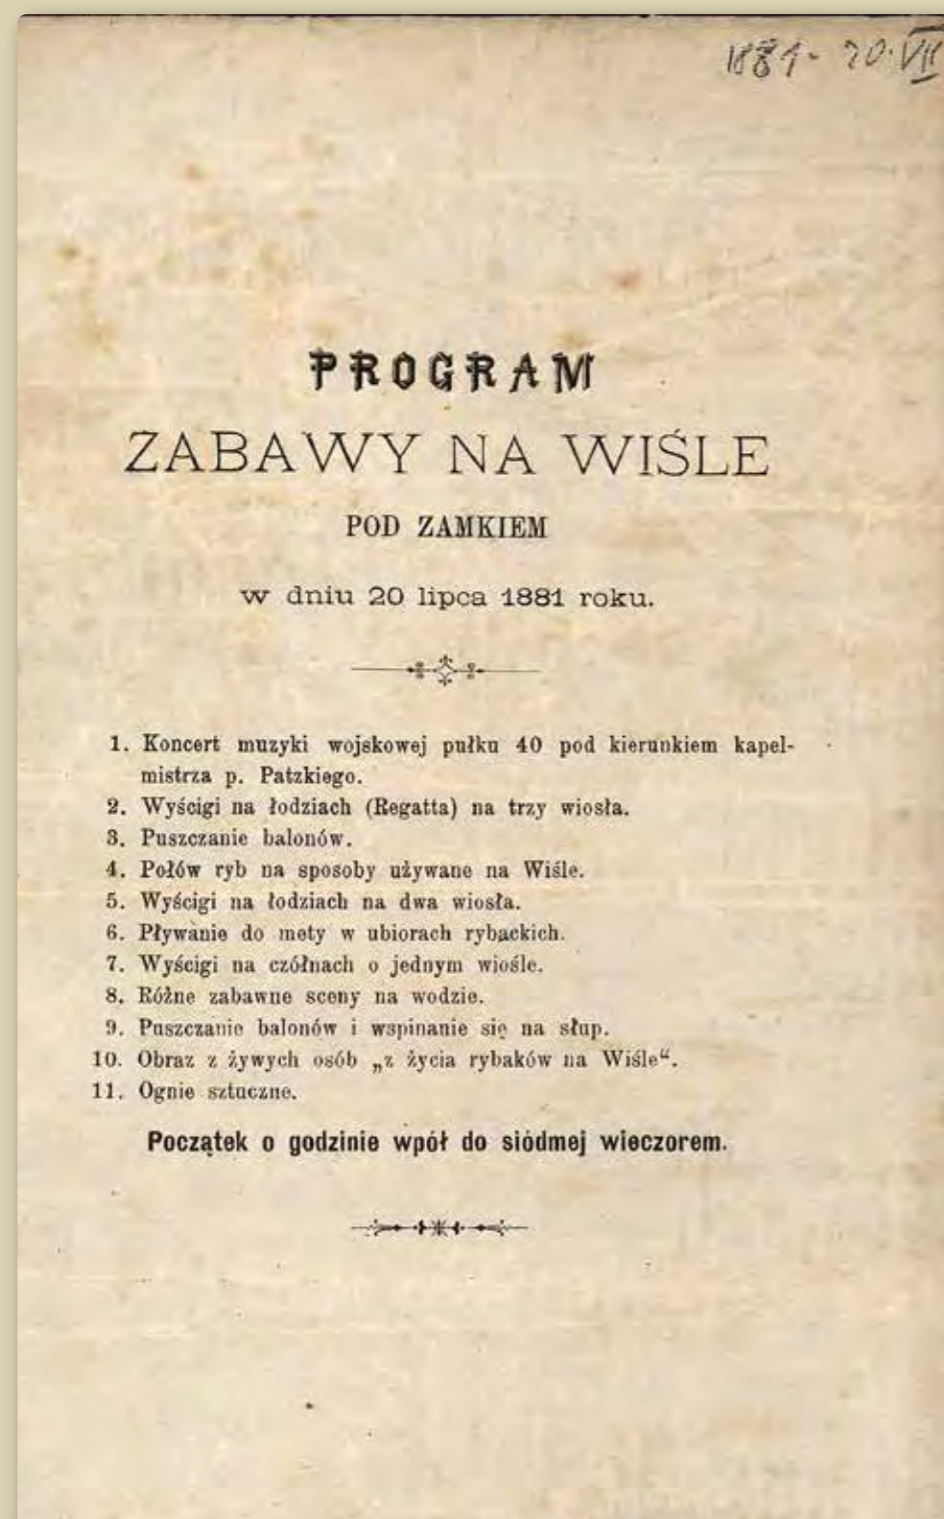 1881 - 20. VII
PROGRAM
ZABAWY NA WIŚLE
POD ZAMKIEM
w dniu 20 lipca 1881 roku.
1. Koncert muzyki wojskowej pułku 40 pod kierunkiem kapel-
mistrza p. Patzkiego.
2. Wyścigi na łodziach (Regatta) na trzy wiosła.
3. Puszczanie balonów.
4. Połów ryb na sposoby używane na Wiśle.
5. Wyścigi na łodziach na dwa wiosła.
6. Pływanie do mety w ubiorach rybackich.
7. Wyścigi na czółnach o jednym wiośle.
8. Różne zabawne sceny na wodzie.
9. Puszczanie balonów i wspinanie się na słup.
10. Obraz z żywych osób „z życia rybaków na Wiśle“.
11. Ognie sztuczne.
Początek o godzinie wpół do siódmej wieczorem.